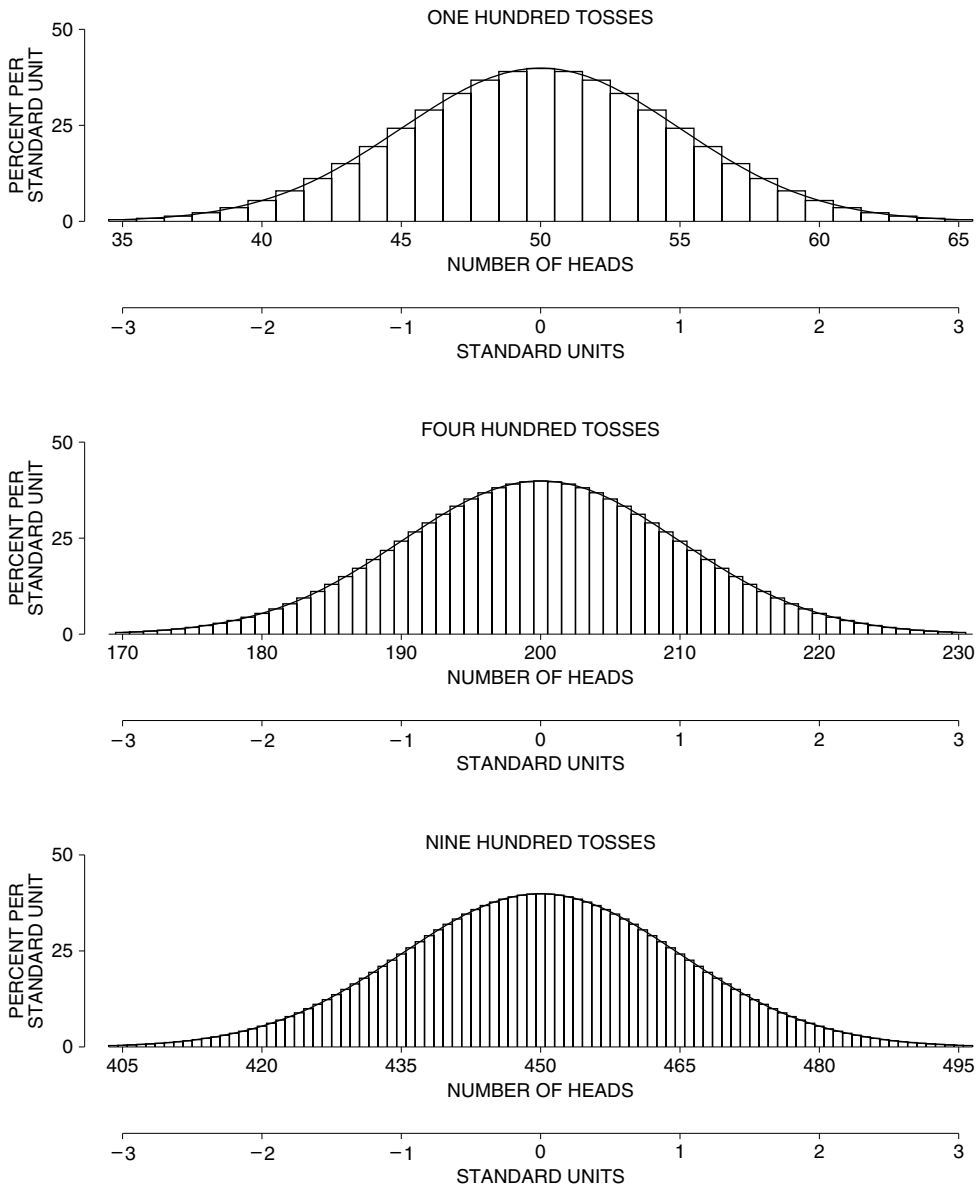 ONE HUNDRED TOSSES
PERCENT PER
STANDARD UNIT
50
25
0
35 40 45 50 55 60 65
NUMBER OF HEADS
−3 −2 −1 0 1 2 3
STANDARD UNITS
FOUR HUNDRED TOSSES
PERCENT PER
STANDARD UNIT
50
25
0
170 180 190 200 210 220 230
NUMBER OF HEADS
−3 −2 −1 0 1 2 3
STANDARD UNITS
NINE HUNDRED TOSSES
PERCENT PER
STANDARD UNIT
50
25
0
405 420 435 450 465 480 495
NUMBER OF HEADS
−3 −2 −1 0 1 2 3
STANDARD UNITS